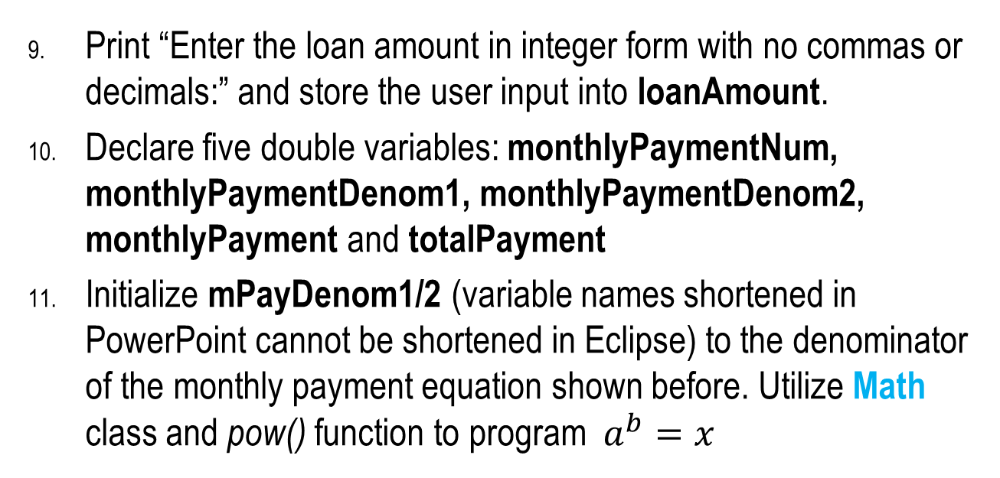 9. Print “Enter the loan amount in integer form with no commas or
decimals:” and store the user input into loanAmount.
10. Declare five double variables: monthlyPaymentNum,
monthlyPaymentDenom1, monthlyPaymentDenom2,
monthlyPayment and totalPayment
11. Initialize mPayDenom1/2 (variable names shortened in
PowerPoint cannot be shortened in Eclipse) to the denominator
of the monthly payment equation shown before. Utilize Math
class and pow() function to program a^b = x